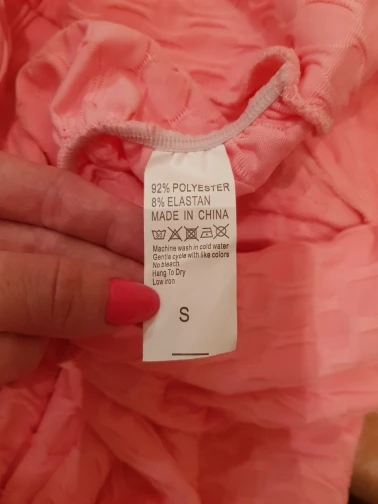 92% POLYESTER
8% ELASTAN
MADE IN CHINA
Machine wash in cold water
Gentle cycle with like colors
No bleach
Hang To Dry
Low iron
S